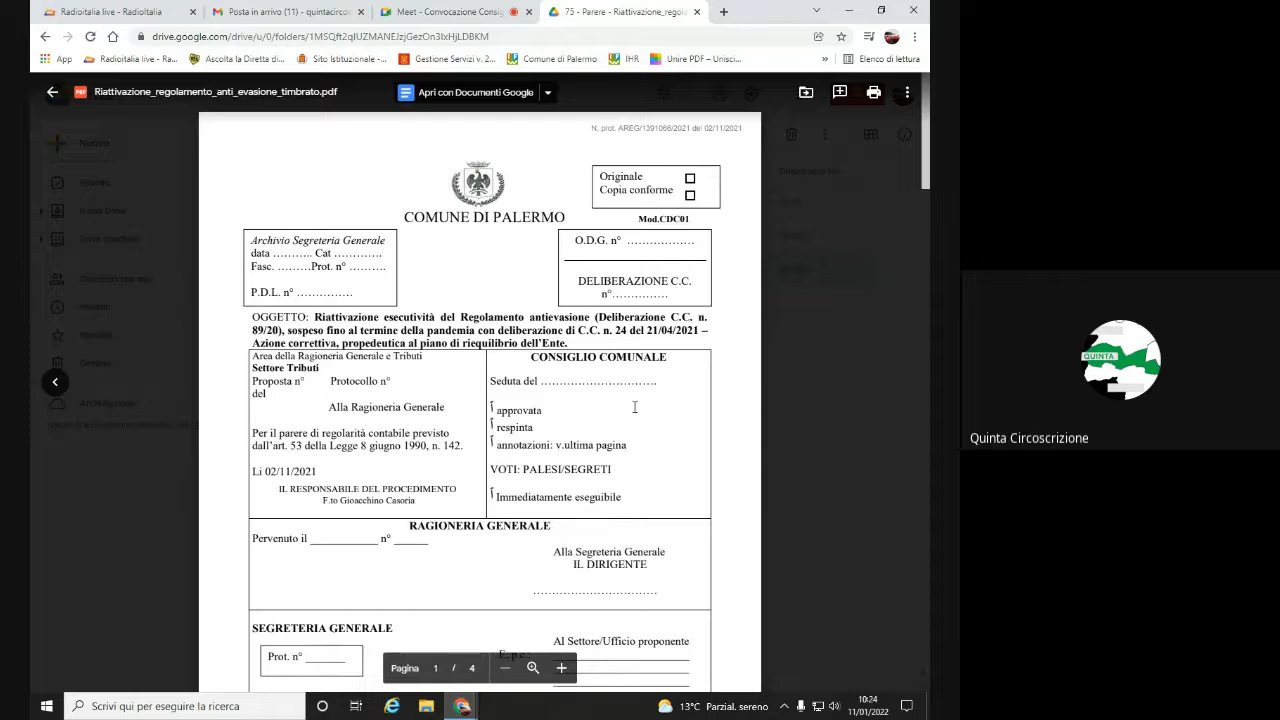 Radioitalia live - RadioItalia
Posta in arrivo (11) - quintacircos
Meet - Convocazione Consig
75 - Parere - Riattivazione_regola
drive.google.com/drive/u/0/folders/
App
Radioitalia live - Ra...
Ascolta la Diretta di...
Sito Istituzionale -...
Gestione Servizi v. 2...
Comune di Palermo
IHR
Unire PDF – Unisci...
»
Elenco di lettura
Riattivazione_regolamento_anti_evasione_timbrato.pdf
Apri con Documenti Google
Nuovo
N. prot. AREG/1391066/2021 del 02/11/2021
Originale
Copia conforme
COMUNE DI PALERMO
Mod.CDC01
Archivio Segreteria Generale
data ……….. Cat ………….
Fasc. ………Prot. n° ……….
P.D.L. n° ……………
O.D.G. n° …………………
DELIBERAZIONE C.C.
n°……………
OGGETTO: Riattivazione esecutività del Regolamento antievasione (Deliberazione C.C. n.
89/20), sospeso fino al termine della pandemia con deliberazione di C.C. n. 24 del 21/04/2021 –
Azione correttiva, propedeutica al piano di riequilibrio dell'Ente.
Area della Ragioneria Generale e Tributi
Settore Tributi
Proposta n° Protocollo n°
del
Alla Ragioneria Generale
Per il parere di regolarità contabile previsto
dall'art. 53 della Legge 8 giugno 1990, n. 142.
Li 02/11/2021
IL RESPONSABILE DEL PROCEDIMENTO
F.to Gioacchino Casoria
CONSIGLIO COMUNALE
Seduta del ………………………….
approvata
respinta
annotazioni: v.ultima pagina
VOTI: PALESI/SEGRETI
Immediatamente eseguibile
RAGIONERIA GENERALE
Pervenuto il ____________ n° ______
Alla Segreteria Generale
IL DIRIGENTE
……………………………
SEGRETERIA GENERALE
Prot. n° _______
Al Settore/Ufficio proponente
E, p.c.:
Pagina 1 / 4
Quinta Circoscrizione
QUINTA
Scrivi qui per eseguire la ricerca
13°C Parzial. sereno
10:24
11/01/2022